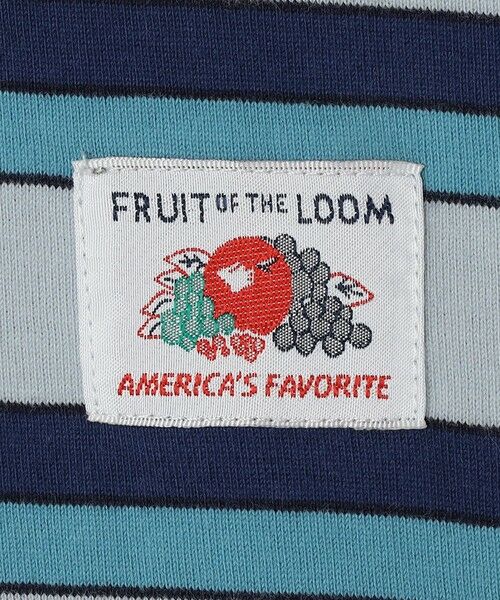 FRUIT OF THE LOOM
AMERICA'S FAVORITE